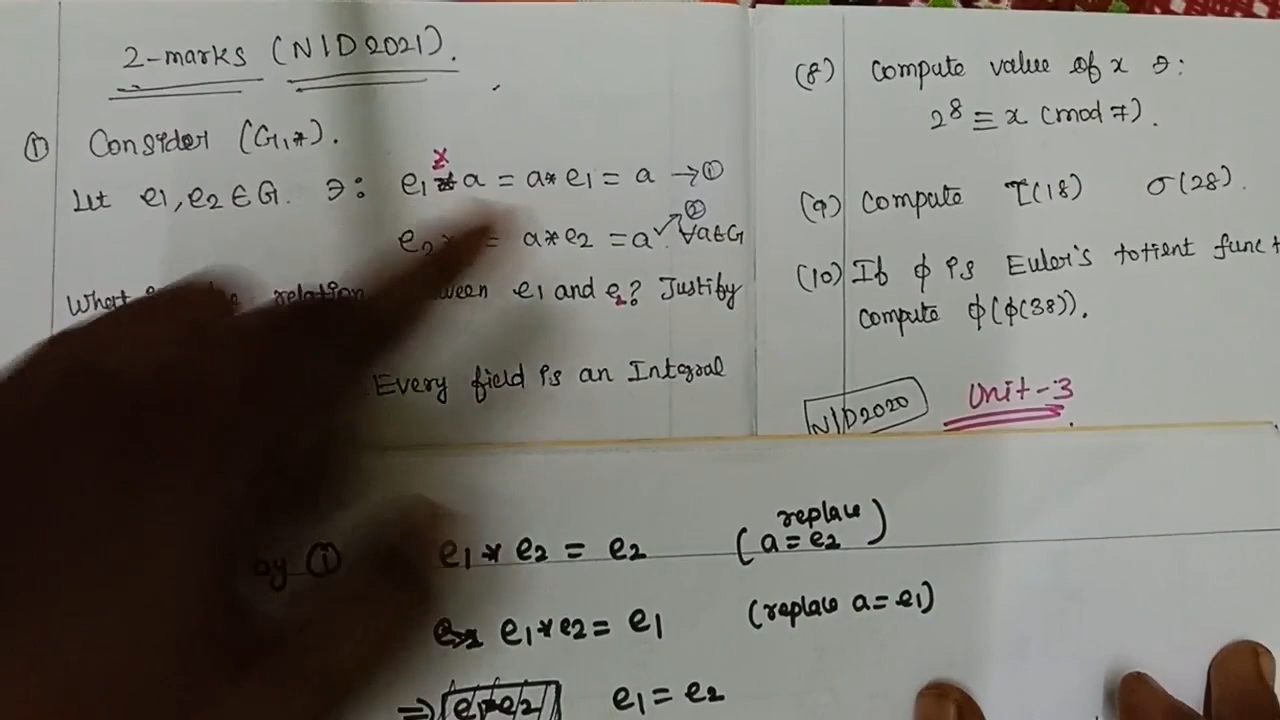 2-marks (N/D 2021).
① Consider (G,*).
Let e1, e2 ∈ G. ∋: e1 * a = a * e1 = a → ①
e2 * = a * e2 = a ∀ a ∈ G → ②
What relation e1 and e2? Justify
Every field is an Integral
(8) Compute value of x ∋:
2⁸ ≡ x (mod 7).
(9) Compute τ(18) σ(28).
(10) If ϕ is Euler's totient funct
compute ϕ(ϕ(38)).
N/D2020 Unit-3
by ① e1 * e2 = e2 (replace a = e2)
e1 * e2 = e1 (replace a = e1)
⇒ e1 = e2